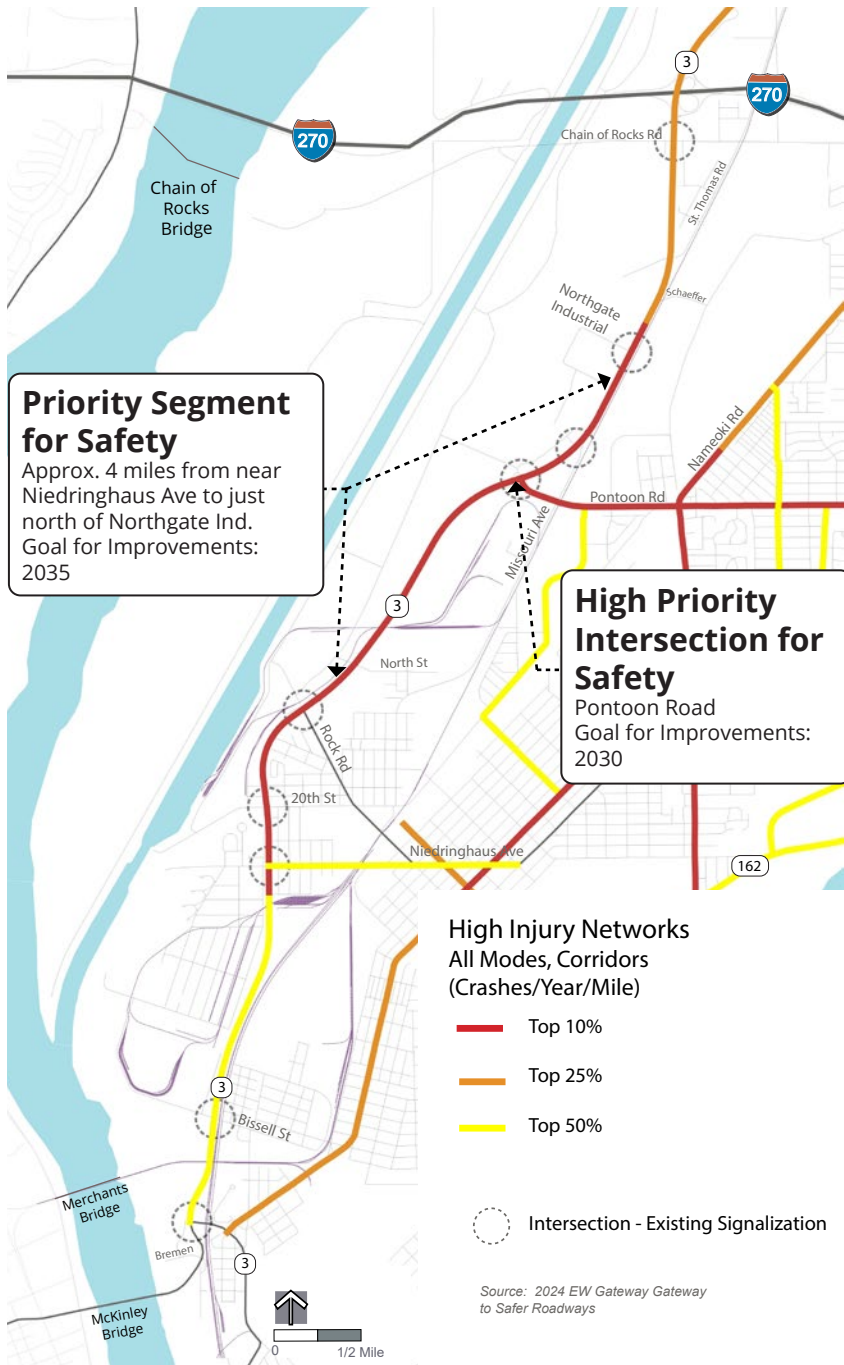 3
270
270
Chain of Rocks Rd
Chain of
Rocks
Bridge
St. Thomas Rd
Schaeffer
Northgate
Industrial
Priority Segment
for Safety
Approx. 4 miles from near
Niedringhaus Ave to just
north of Northgate Ind.
Goal for Improvements:
2035
Nameoki Rd
Pontoon Rd
Missouri Ave
High Priority
Intersection for
Safety
Pontoon Road
Goal for Improvements:
2030
3
North St
Rock Rd
20th St
Niedringhaus Ave
162
High Injury Networks
All Modes, Corridors
(Crashes/Year/Mile)
Top 10%
Top 25%
Top 50%
Intersection - Existing Signalization
Source: 2024 EW Gateway Gateway
to Safer Roadways
3
Bissell St
Merchants
Bridge
Bremen
3
McKinley
Bridge
0
1/2 Mile